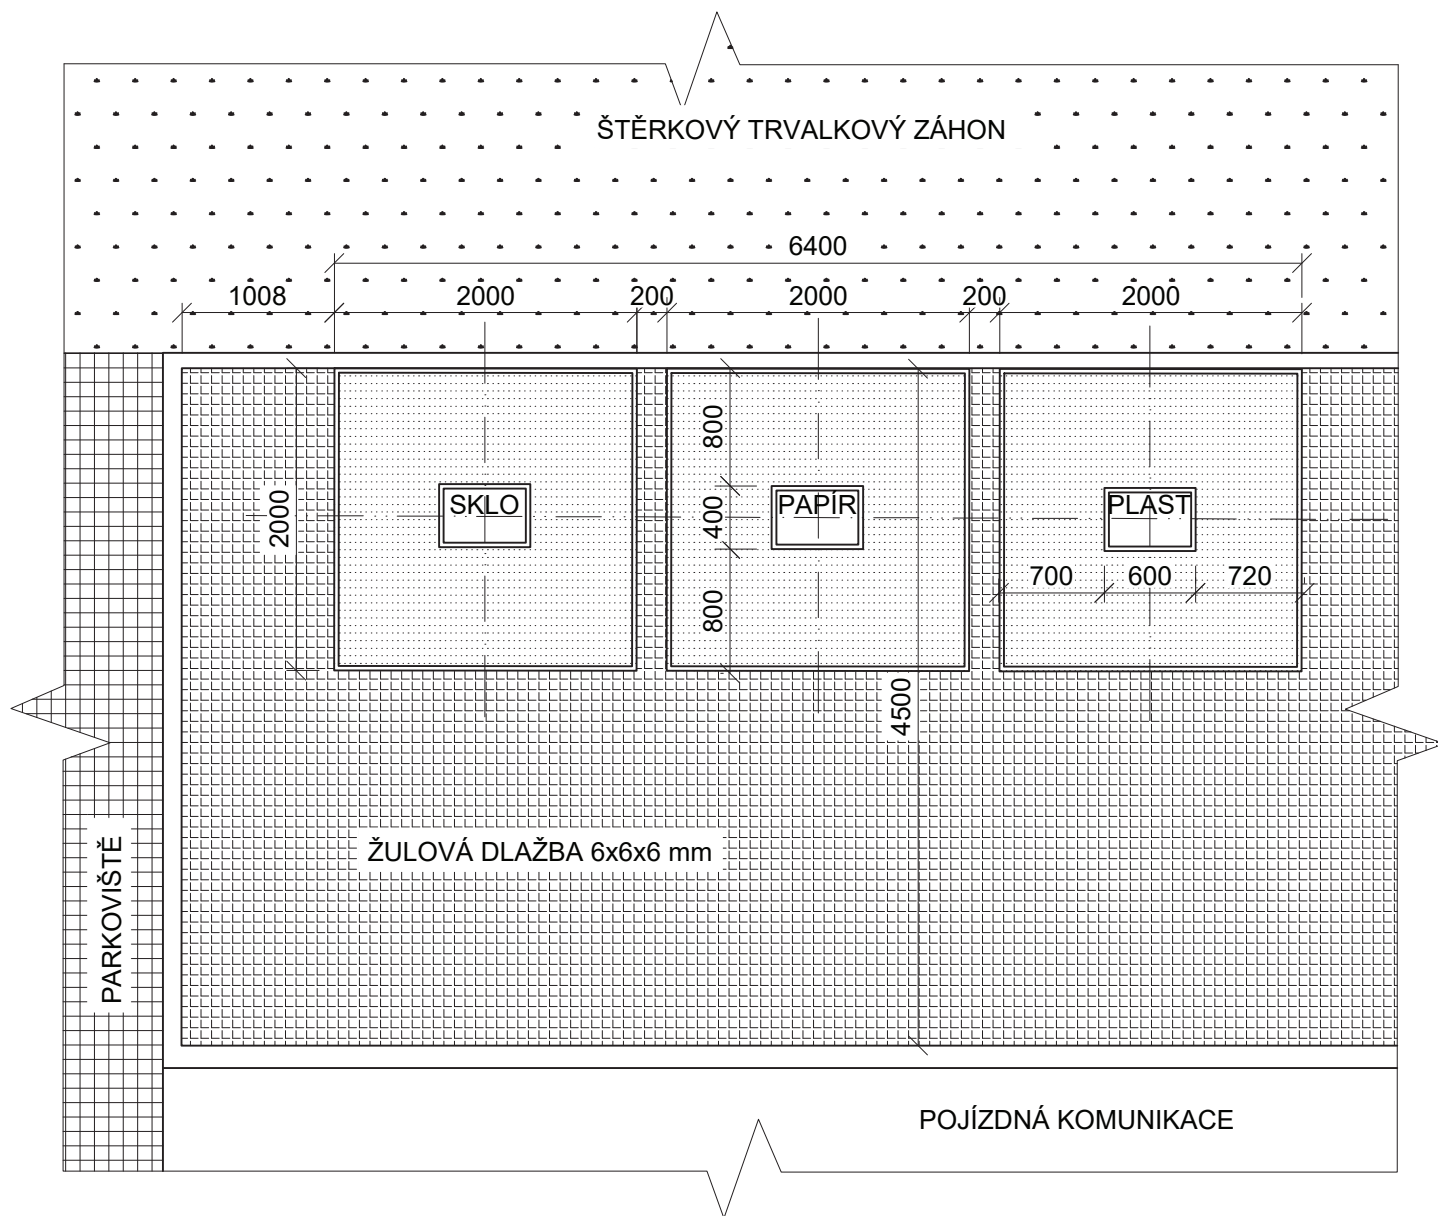 ŠTĚRKOVÝ TRVALKOVÝ ZÁHON
6400
1008
2000
200
2000
200
2000
800
2000
SKLO
400
PAPÍR
PLAST
700
600
720
800
4500
ŽULOVÁ DLAŽBA 6x6x6 mm
PARKOVIŠTĚ
POJÍZDNÁ KOMUNIKACE